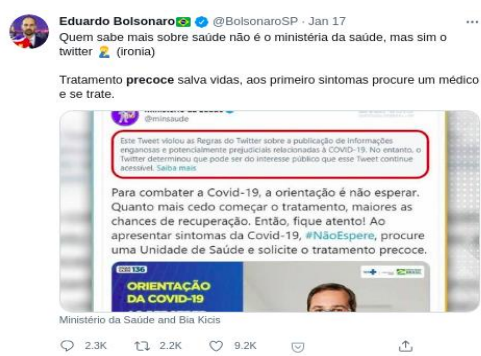 Eduardo Bolsonaro @BolsonaroSP · Jan 17
Quem sabe mais sobre saúde não é o ministéria da saúde, mas sim o
twitter (ironia)
Tratamento precoce salva vidas, aos primeiro sintomas procure um médico
e se trate.
@minsaude
Este Tweet violou as Regras do Twitter sobre a publicação de informações
enganosas e potencialmente prejudiciais relacionadas à COVID-19. No entanto, o
Twitter determinou que pode ser do interesse público que esse Tweet continue
acessível. Saiba mais
Para combater a Covid-19, a orientação é não esperar.
Quanto mais cedo começar o tratamento, maiores as
chances de recuperação. Então, fique atento! Ao
apresentar sintomas da Covid-19, #NãoEspere, procure
uma Unidade de Saúde e solicite o tratamento precoce.
136
ORIENTAÇÃO
DA COVID-19
Ministério da Saúde and Bia Kicis
2.3K 2.2K 9.2K